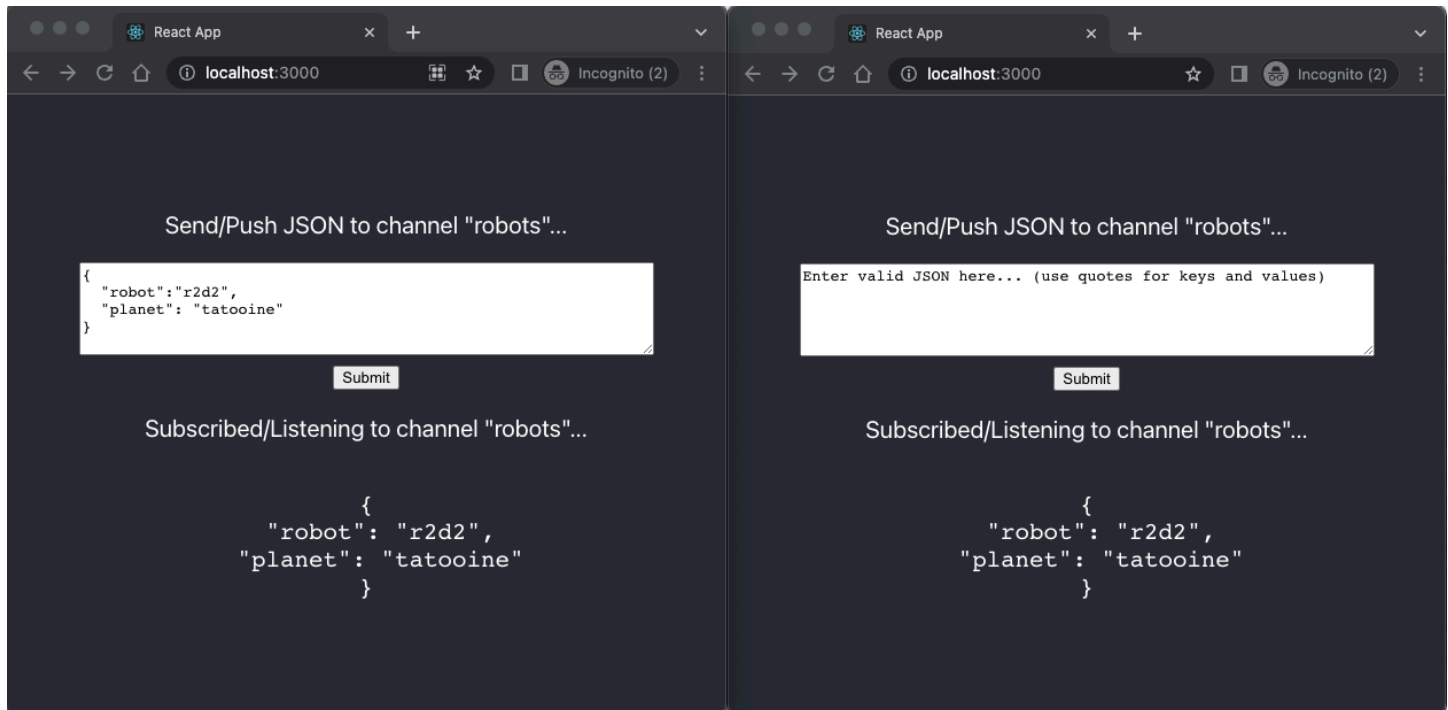 React App
localhost:3000
Incognito (2)
Send/Push JSON to channel "robots"...
{
  "robot":"r2d2",
  "planet": "tatooine"
}
Submit
Subscribed/Listening to channel "robots"...
{
"robot": "r2d2",
"planet": "tatooine"
}
React App
localhost:3000
Incognito (2)
Send/Push JSON to channel "robots"...
Enter valid JSON here... (use quotes for keys and values)
Submit
Subscribed/Listening to channel "robots"...
{
"robot": "r2d2",
"planet": "tatooine"
}